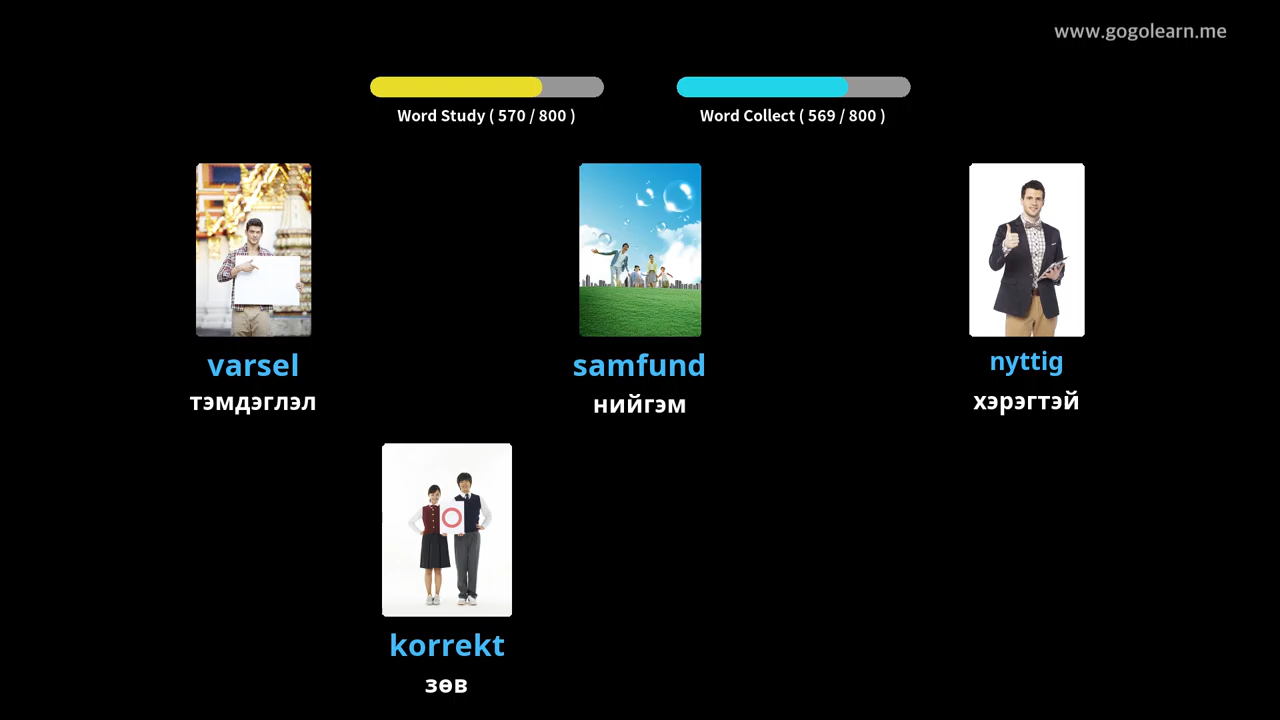 www.gogolearn.me
Word Study ( 570 / 800 )
Word Collect ( 569 / 800 )
varsel
тэмдэглэл
samfund
нийгэм
nyttig
хэрэгтэй
korrekt
зөв